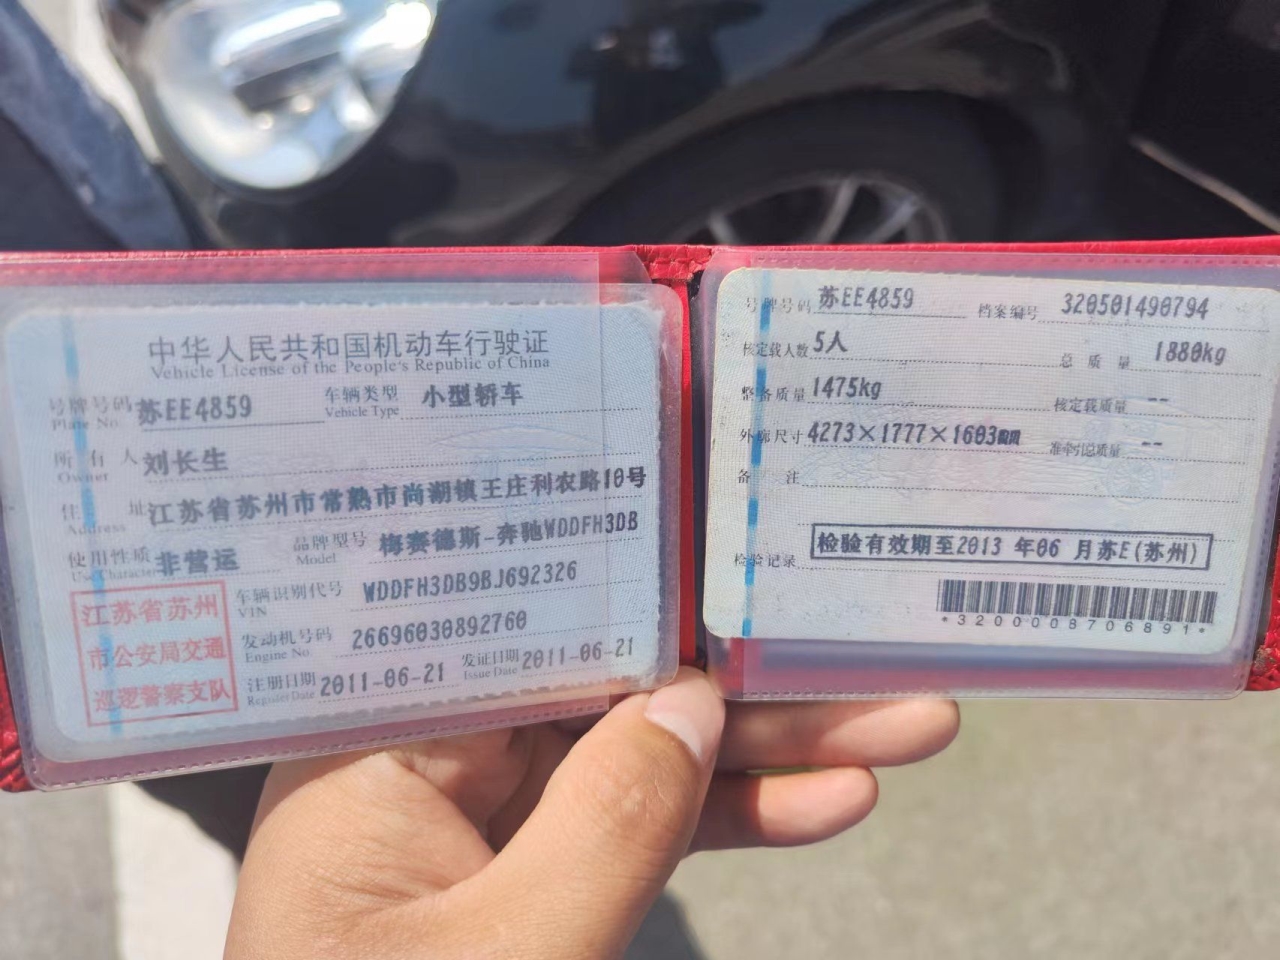 中华人民共和国机动车行驶证
Vehicle License of the People's Republic of China
号牌号码 苏EE4859 车辆类型 小型轿车
Plate No. Vehicle Type
所有人 刘长生
Owner
住址 江苏省苏州市常熟市尚湖镇王庄利农路10号
Address
使用性质 非营运 品牌型号 梅赛德斯-奔驰WDDFH3DB
Use Character Model
江苏省苏州
市公安局交通
巡逻警察支队
车辆识别代号 WDDFH3DB9BJ692326
VIN
发动机号码 26696030892760
Engine No.
注册日期 2011-06-21 发证日期 2011-06-21
Register Date Issue Date
号牌号码 苏EE4859 档案编号 320501490794
核定载人数 5人 总质量 1880kg
整备质量 1475kg 核定载质量 --
外廓尺寸 4273×1777×1603mm 准牵引总质量 --
备注
检验记录 检验有效期至2013 年06 月苏E(苏州)
*3200008706891*